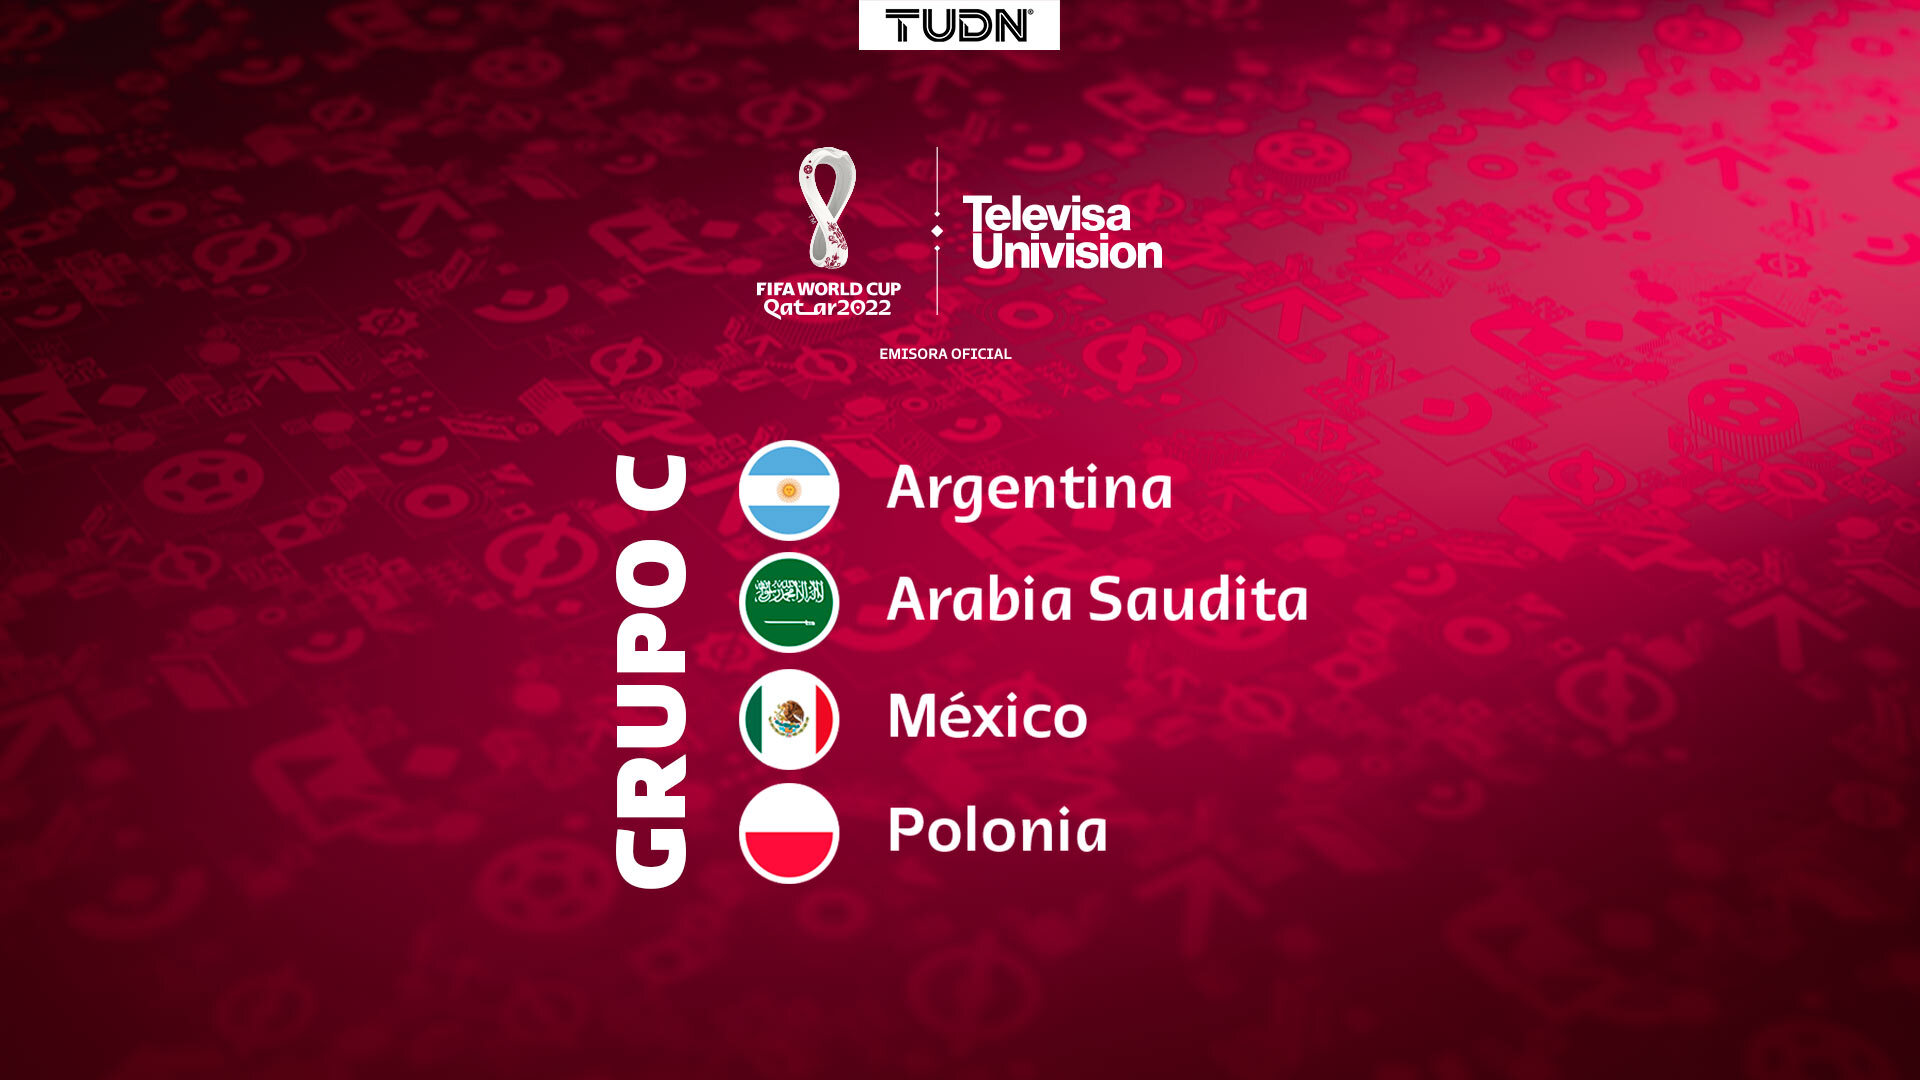 TUDN
FIFA WORLD CUP
Qatar2022
Televisa
Univision
EMISORA OFICIAL
GRUPO C
Argentina
Arabia Saudita
México
Polonia